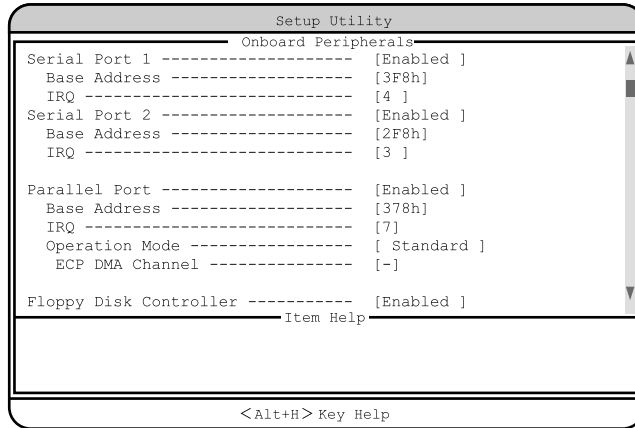 Setup Utility
Onboard Peripherals
Serial Port 1 -------------------- [Enabled ]
Base Address -------------------- [3F8h]
IRQ ---------------------------- [4 ]
Serial Port 2 -------------------- [Enabled ]
Base Address -------------------- [2F8h]
IRQ ---------------------------- [3 ]
Parallel Port -------------------- [Enabled ]
Base Address ------------------- [378h]
IRQ ---------------------------- [7]
Operation Mode ----------------- [ Standard ]
ECP DMA Channel --------------- [-]
Floppy Disk Controller ----------- [Enabled ]
Item Help
<Alt+H> Key Help